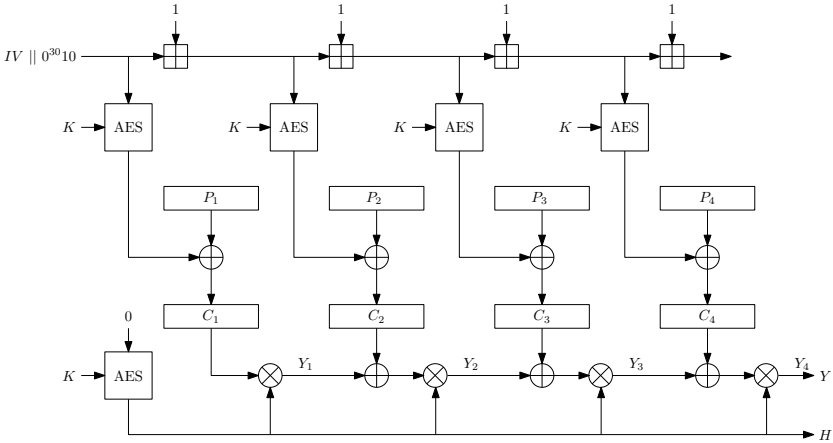 1 1 1 1
IV || 0³⁰10
K AES K AES K AES K AES
P₁ P₂ P₃ P₄
C₁ C₂ C₃ C₄
0
Y₁ Y₂ Y₃ Y₄
K AES Y
H